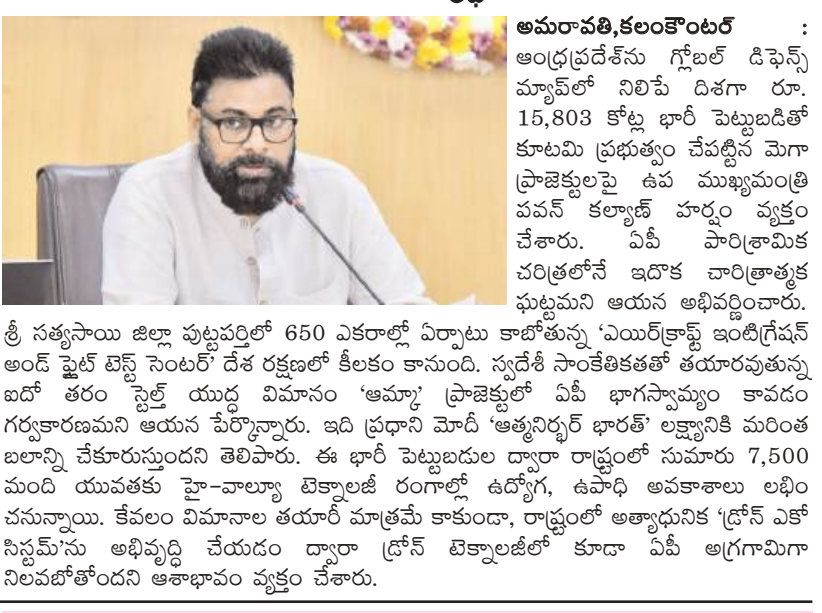 అమరావతి,కలంకౌంటర్ :
ఆంధ్రప్రదేశ్‌ను గ్లోబల్ డిఫెన్స్
మ్యాప్‌లో నిలిపే దిశగా రూ.
15,803 కోట్ల భారీ పెట్టుబడితో
కూటమి ప్రభుత్వం చేపట్టిన మెగా
ప్రాజెక్టులపై ఉప ముఖ్యమంత్రి
పవన్ కల్యాణ్ హర్షం వ్యక్తం
చేశారు. ఏపీ పారిశ్రామిక
చరిత్రలోనే ఇదొక చారిత్రాత్మక
ఘట్టమని ఆయన అభివర్ణించారు.
శ్రీ సత్యసాయి జిల్లా పుట్టపర్తిలో 650 ఎకరాల్లో ఏర్పాటు కాబోతున్న ‘ఎయిర్‌క్రాఫ్ట్ ఇంటిగ్రేషన్
అండ్ ఫ్లైట్ టెస్ట్ సెంటర్’ దేశ రక్షణలో కీలకం కానుంది. స్వదేశీ సాంకేతికతతో తయారవుతున్న
ఐదో తరం స్టెల్త్ యుద్ధ విమానం ‘ఆమ్కా’ ప్రాజెక్టులో ఏపీ భాగస్వామ్యం కావడం
గర్వకారణమని ఆయన పేర్కొన్నారు. ఇది ప్రధాని మోదీ ‘ఆత్మనిర్భర్ భారత్’ లక్ష్యానికి మరింత
బలాన్ని చేకూరుస్తుందని తెలిపారు. ఈ భారీ పెట్టుబడుల ద్వారా రాష్ట్రంలో సుమారు 7,500
మంది యువతకు హై-వాల్యూ టెక్నాలజీ రంగాల్లో ఉద్యోగ, ఉపాధి అవకాశాలు లభిం
చనున్నాయి. కేవలం విమానాల తయారీ మాత్రమే కాకుండా, రాష్ట్రంలో అత్యాధునిక ‘డ్రోన్ ఎకో
సిస్టమ్’ను అభివృద్ధి చేయడం ద్వారా డ్రోన్ టెక్నాలజీలో కూడా ఏపీ అగ్రగామిగా
నిలవబోతోందని ఆశాభావం వ్యక్తం చేశారు.